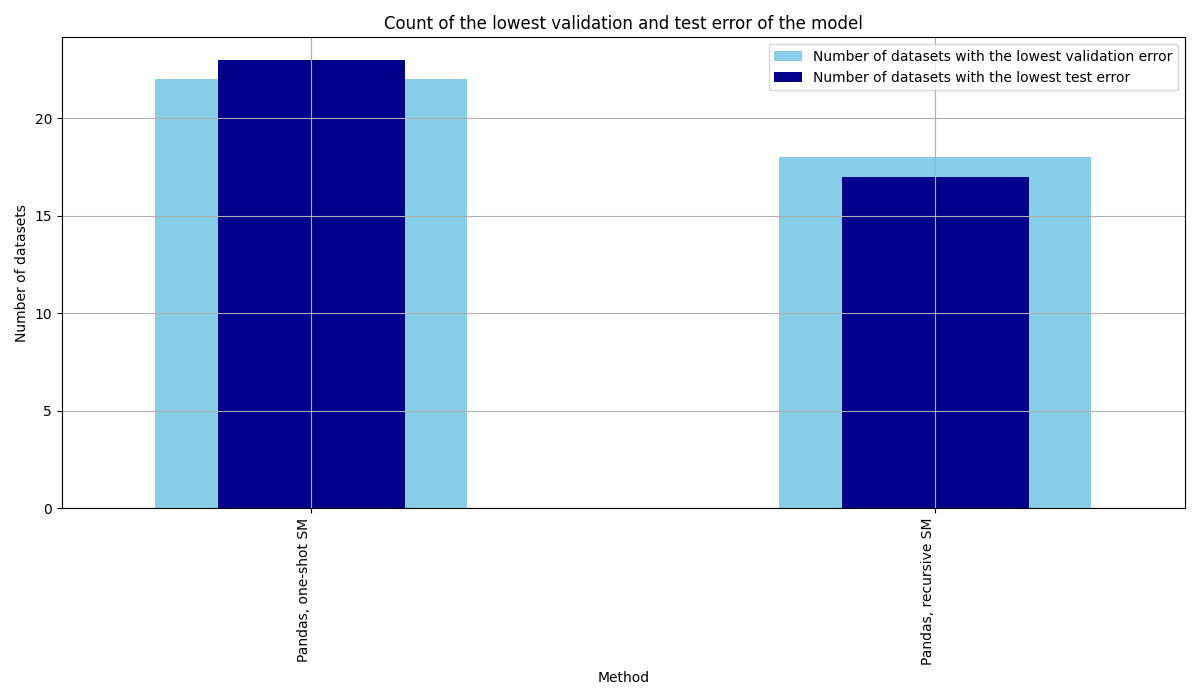 Count of the lowest validation and test error of the model
Number of datasets with the lowest validation error
Number of datasets with the lowest test error
Number of datasets
20
15
10
5
0
Pandas, one-shot SM
Pandas, recursive SM
Method